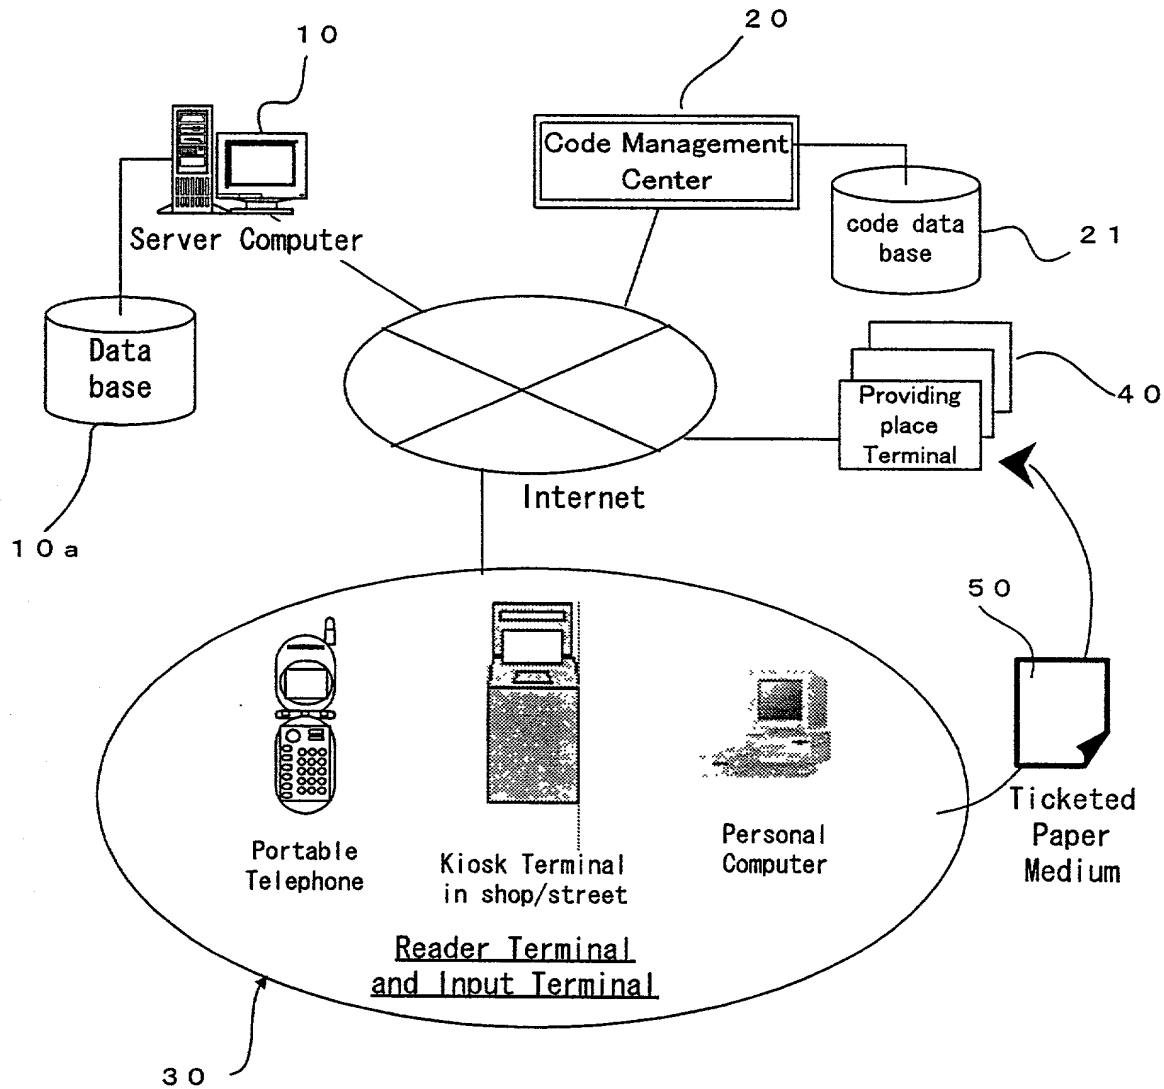 10
20
Code Management
Center
code data
base
21
Server Computer
Data
base
10a
Providing
place
Terminal
40
Internet
50
Portable
Telephone
Kiosk Terminal
in shop/street
Personal
Computer
Ticketed
Paper
Medium
Reader Terminal
and Input Terminal
30